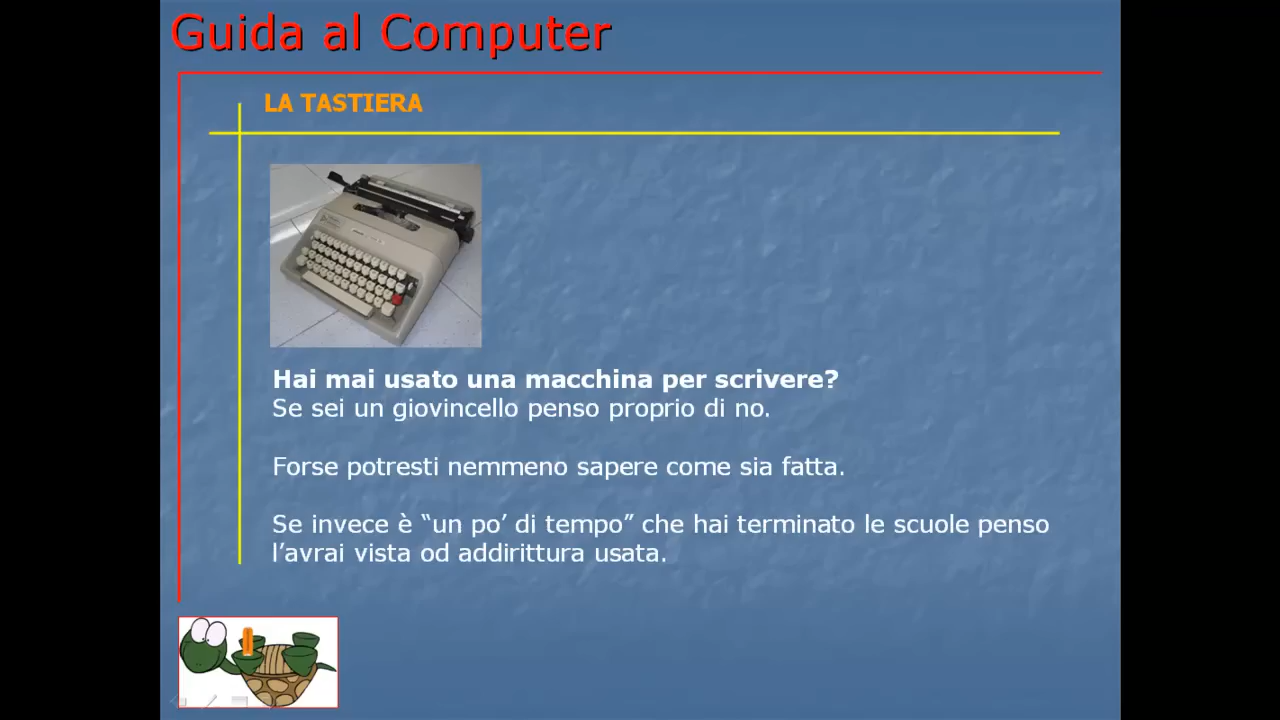 Guida al Computer
LA TASTIERA
Hai mai usato una macchina per scrivere?
Se sei un giovincello penso proprio di no.
Forse potresti nemmeno sapere come sia fatta.
Se invece è “un po’ di tempo” che hai terminato le scuole penso
l’avrai vista od addirittura usata.